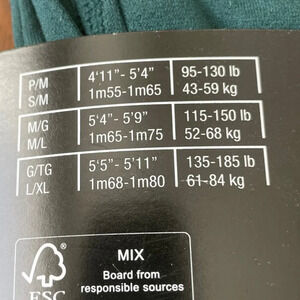 P/M 4'11"- 5'4" 95-130 lb
S/M 1m55-1m65 43-59 kg
M/G 5'4" - 5'9" 115-150 lb
M/L 1m65-1m75 52-68 kg
G/TG 5'5" - 5'11" 135-185 lb
L/XL 1m68-1m80 61-84 kg
MIX
Board from
responsible sources
FSC